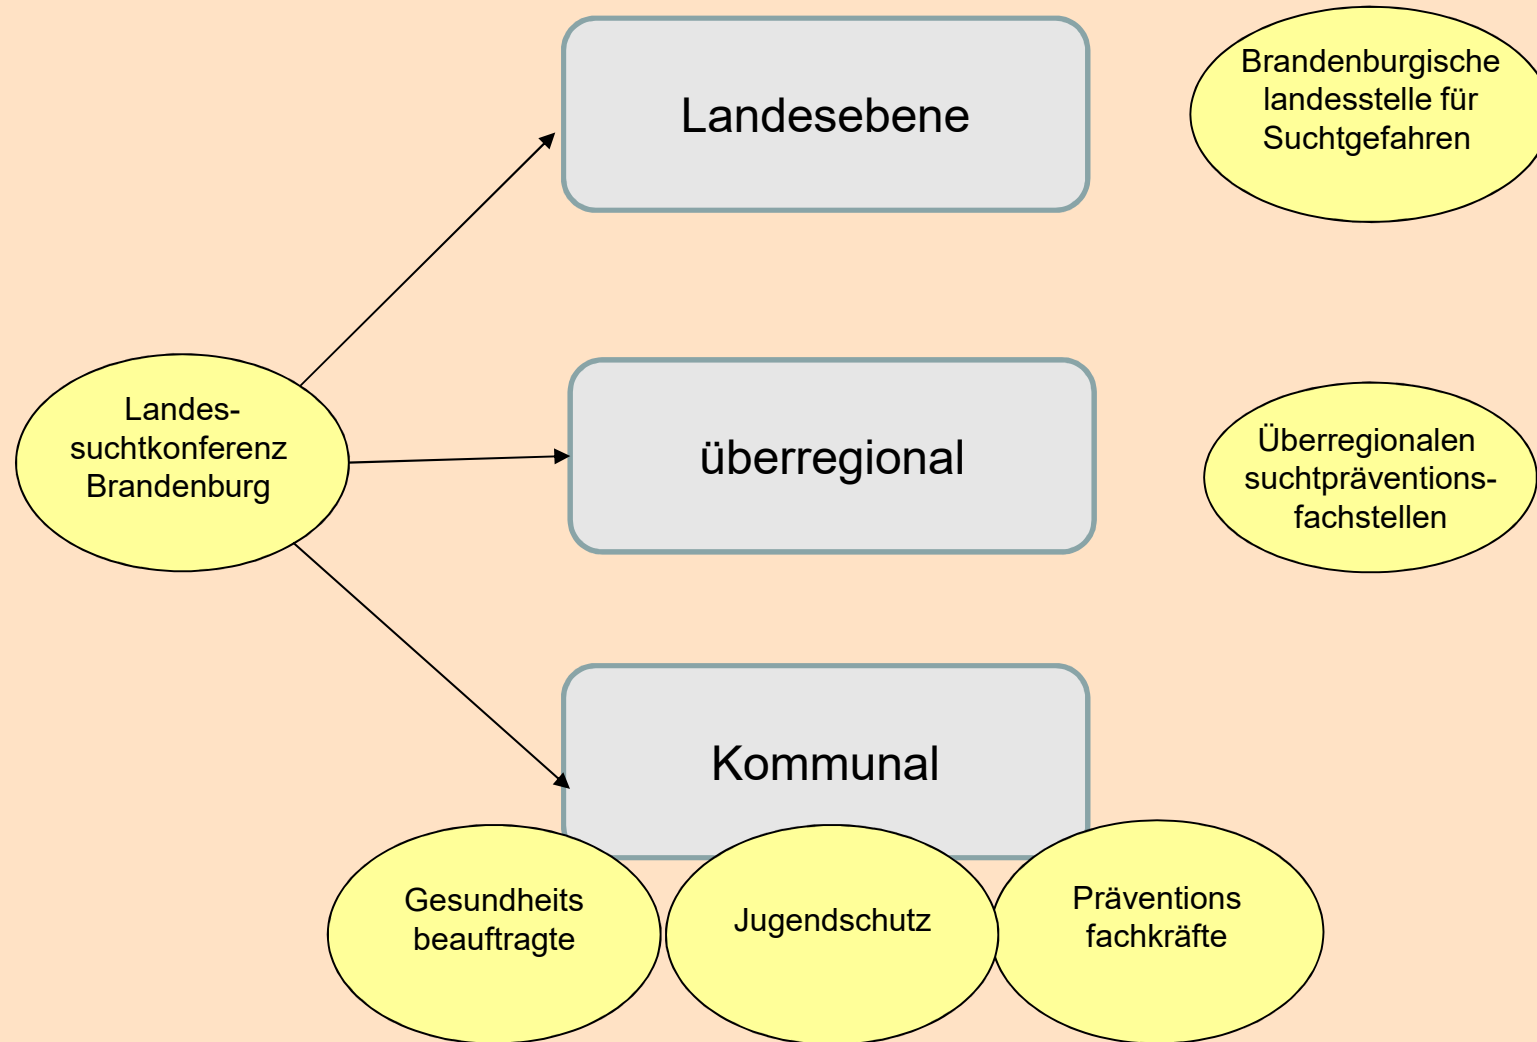 Landesebene
Brandenburgische
landesstelle für
Suchtgefahren
Landes-
suchtkonferenz
Brandenburg
überregional
Überregionalen
suchtpräventions-
fachstellen
Kommunal
Gesundheits
beauftragte
Jugendschutz
Präventions
fachkräfte